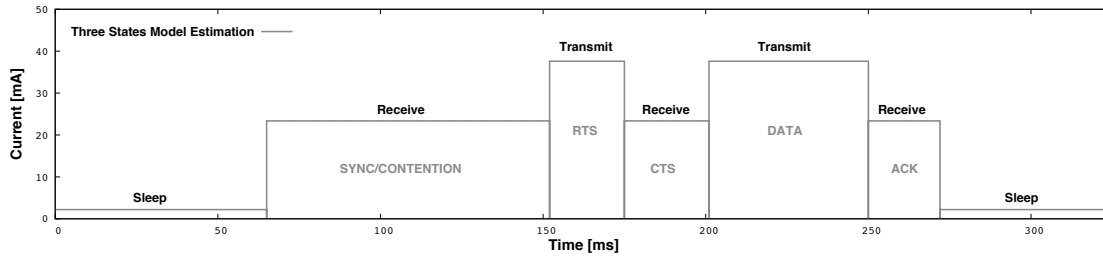 50
40
30
20
10
0
Current [mA]
Three States Model Estimation
Transmit
Transmit
Receive
Receive
Receive
RTS
DATA
SYNC/CONTENTION
CTS
ACK
Sleep
Sleep
0
50
100
150
200
250
300
Time [ms]